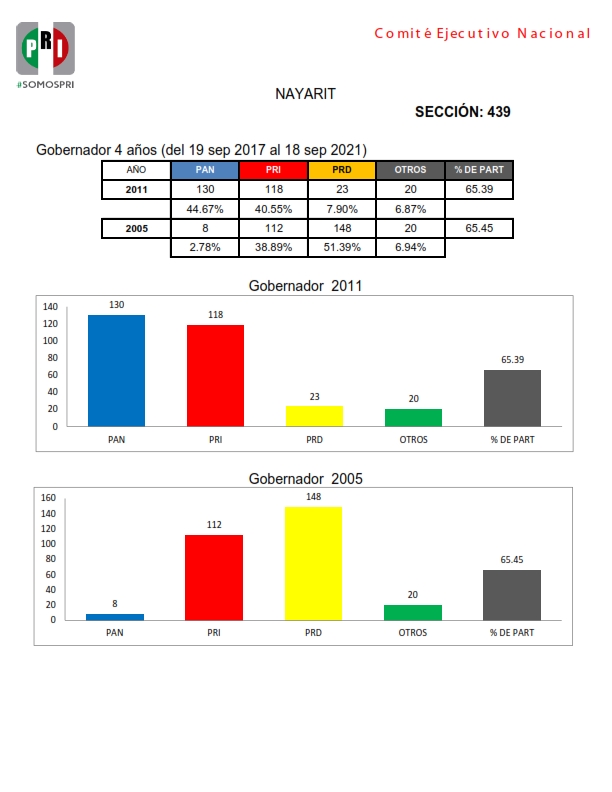 PRI
#SOMOSPRI
Comité Ejecutivo Nacional
NAYARIT
SECCIÓN: 439
Gobernador 4 años (del 19 sep 2017 al 18 sep 2021)
AÑO PAN PRI PRD OTROS % DE PART
2011 130 118 23 20 65.39
44.67% 40.55% 7.90% 6.87%
2005 8 112 148 20 65.45
2.78% 38.89% 51.39% 6.94%
Gobernador 2011
140
120
100
80
60
40
20
0
130
118
23
20
65.39
PAN PRI PRD OTROS % DE PART
Gobernador 2005
160
140
120
100
80
60
40
20
0
8
112
148
20
65.45
PAN PRI PRD OTROS % DE PART